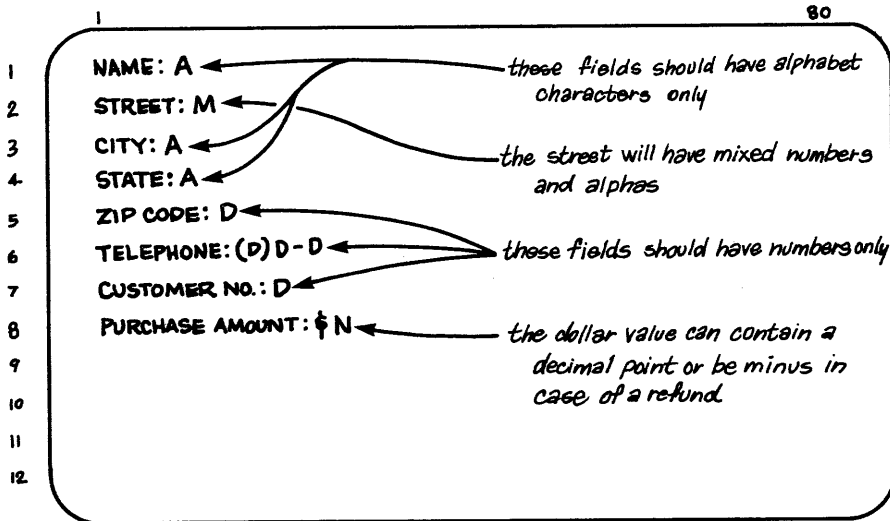 1 80
1 NAME: A these fields should have alphabet
characters only
2 STREET: M
3 CITY: A the street will have mixed numbers
and alphas
4 STATE: A
5 ZIP CODE: D
6 TELEPHONE: (D) D-D these fields should have numbers only
7 CUSTOMER NO.: D
8 PURCHASE AMOUNT: $ N the dollar value can contain a
decimal point or be minus in
case of a refund.
9
10
11
12